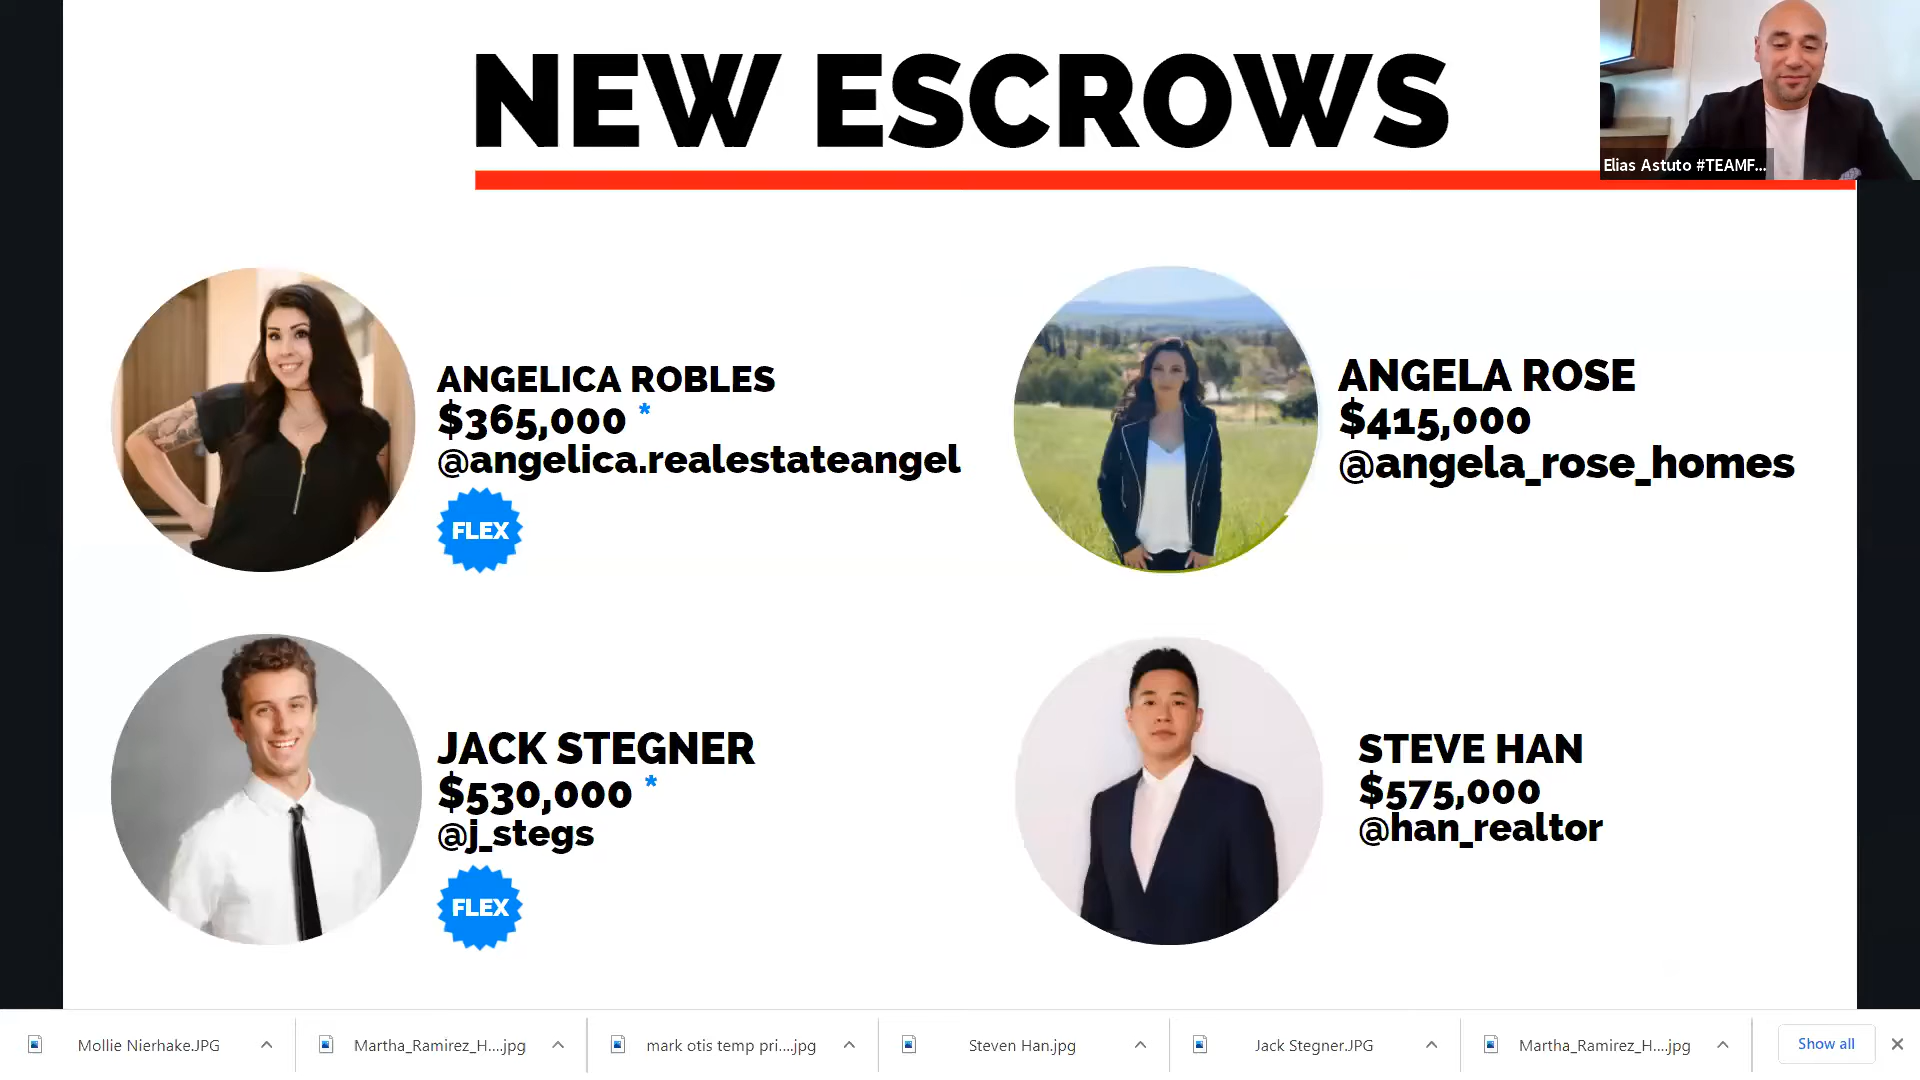 NEW ESCROWS
Elias Astuto #TEAMF...
ANGELICA ROBLES
$365,000 *
@angelica.realestateangel
FLEX
ANGELA ROSE
$415,000
@angela_rose_homes
JACK STEGNER
$530,000 *
@j_stegs
FLEX
STEVE HAN
$575,000
@han_realtor
Mollie Nierhake.JPG
Martha_Ramirez_H....jpg
mark otis temp pri....jpg
Steven Han.jpg
Jack Stegner.JPG
Martha_Ramirez_H....jpg
Show all